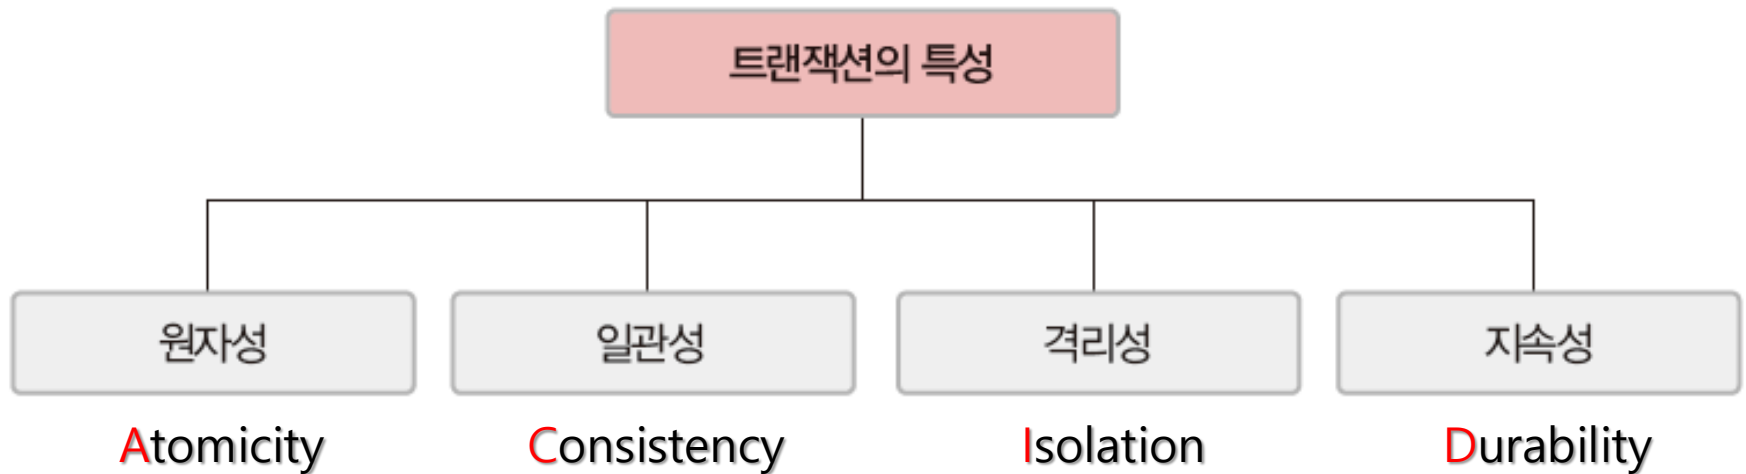 트랜잭션의 특성
원자성 일관성 격리성 지속성
Atomicity Consistency Isolation Durability